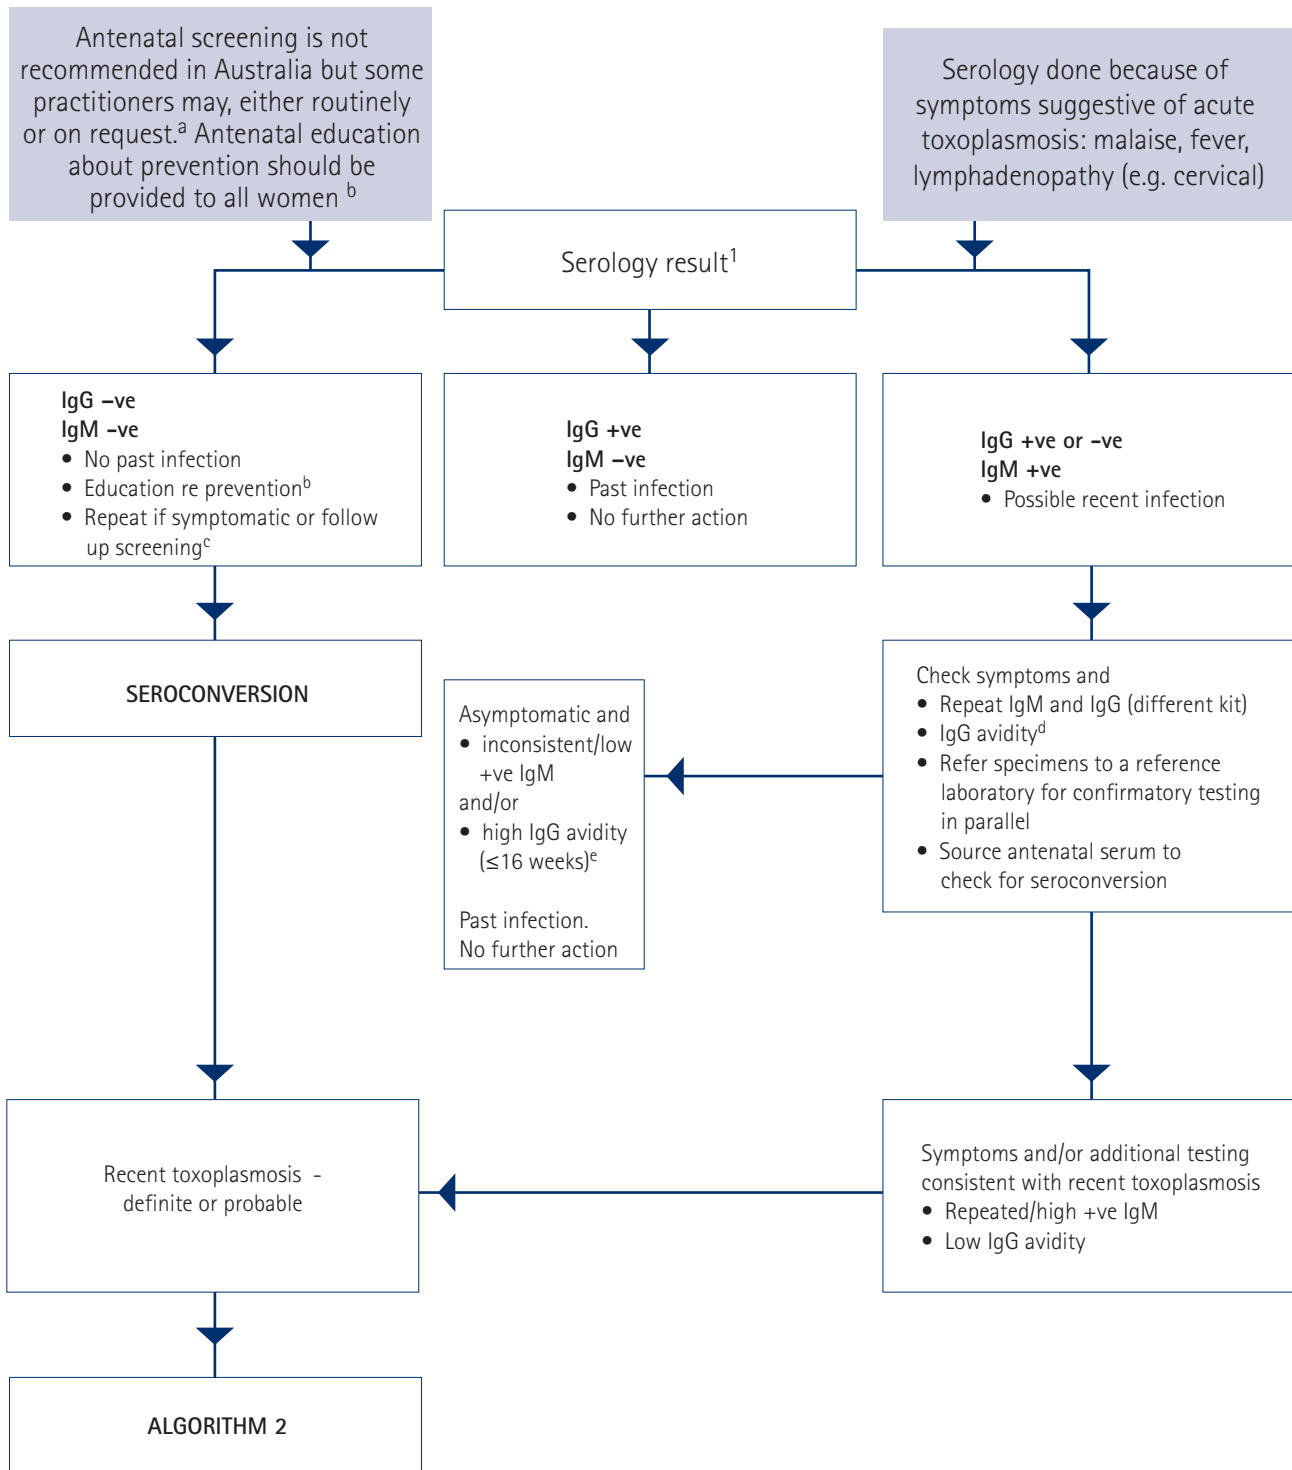 Antenatal screening is not
recommended in Australia but some
practitioners may, either routinely
or on request.ᵃ Antenatal education
about prevention should be
provided to all women ᵇ
Serology done because of
symptoms suggestive of acute
toxoplasmosis: malaise, fever,
lymphadenopathy (e.g. cervical)
Serology result¹
IgG –ve
IgM -ve
• No past infection
• Education re preventionᵇ
• Repeat if symptomatic or follow
up screeningᶜ
IgG +ve
IgM –ve
• Past infection
• No further action
IgG +ve or -ve
IgM +ve
• Possible recent infection
SEROCONVERSION
Asymptomatic and
• inconsistent/low
+ve IgM
and/or
• high IgG avidity
(≤16 weeks)ᵉ
Past infection.
No further action
Check symptoms and
• Repeat IgM and IgG (different kit)
• IgG avidityᵈ
• Refer specimens to a reference
laboratory for confirmatory testing
in parallel
• Source antenatal serum to
check for seroconversion
Recent toxoplasmosis -
definite or probable
Symptoms and/or additional testing
consistent with recent toxoplasmosis
• Repeated/high +ve IgM
• Low IgG avidity
ALGORITHM 2